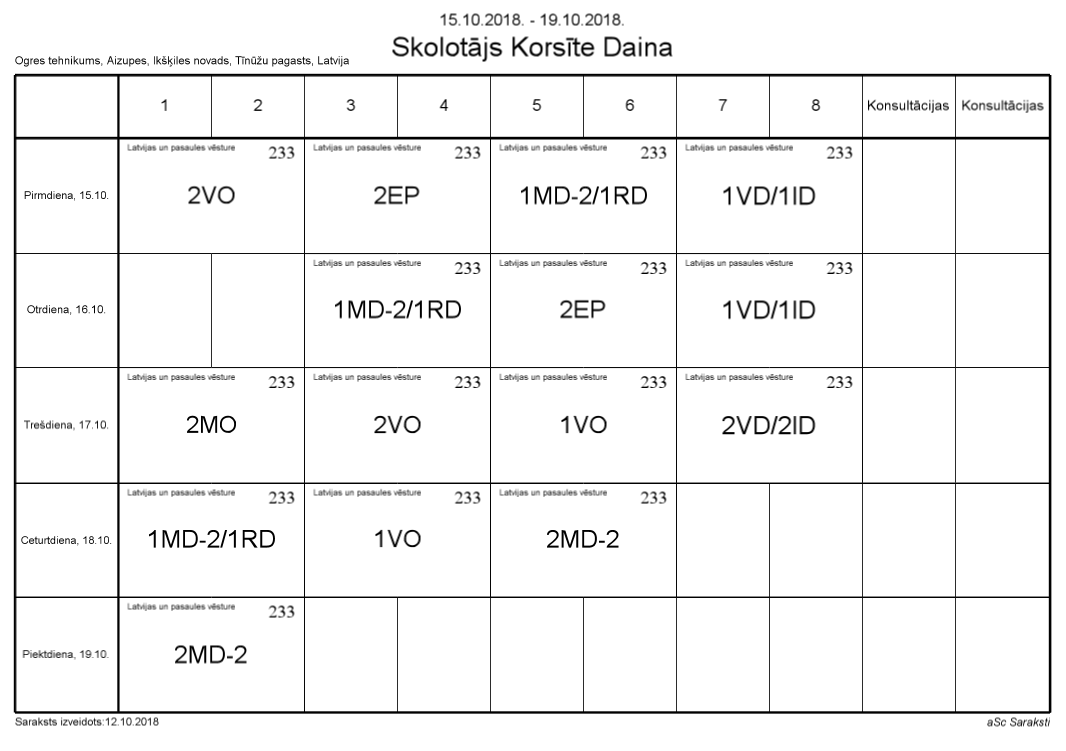 15.10.2018. - 19.10.2018.
Skolotājs Korsīte Daina
Ogres tehnikums, Aizupes, Ikšķiles novads, Tīnūžu pagasts, Latvija
1 2 3 4 5 6 7 8 Konsultācijas Konsultācijas
Latvijas un pasaules vēsture 233 Latvijas un pasaules vēsture 233 Latvijas un pasaules vēsture 233 Latvijas un pasaules vēsture 233
Pirmdiena, 15.10. 2VO 2EP 1MD-2/1RD 1VD/1ID
Latvijas un pasaules vēsture 233 Latvijas un pasaules vēsture 233 Latvijas un pasaules vēsture 233
Otrdiena, 16.10. 1MD-2/1RD 2EP 1VD/1ID
Latvijas un pasaules vēsture 233 Latvijas un pasaules vēsture 233 Latvijas un pasaules vēsture 233 Latvijas un pasaules vēsture 233
Trešdiena, 17.10. 2MO 2VO 1VO 2VD/2ID
Latvijas un pasaules vēsture 233 Latvijas un pasaules vēsture 233 Latvijas un pasaules vēsture 233
Ceturtdiena, 18.10. 1MD-2/1RD 1VO 2MD-2
Latvijas un pasaules vēsture 233
Piektdiena, 19.10. 2MD-2
Saraksts izveidots:12.10.2018 aSc Saraksti